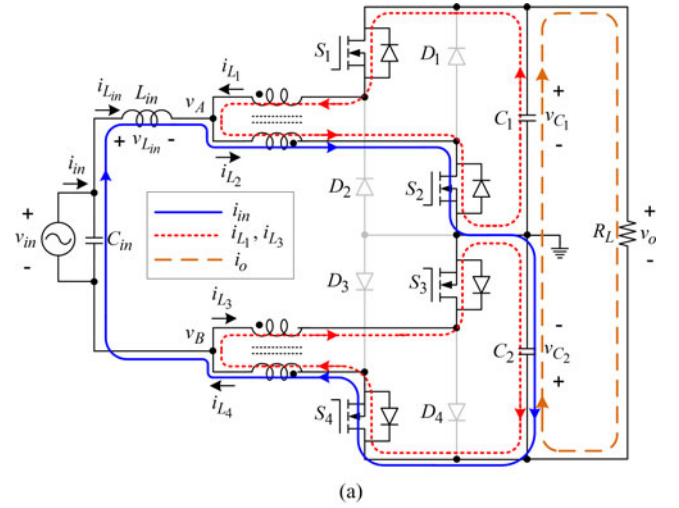 S1
D1
iL1
iLin
Lin
vA
C1
+
vC1
-
+ vLin -
iL2
iin
D2
S2
+
vin
-
Cin
iin
iL1 , iL3
io
RL
+
vo
-
D3
S3
iL3
vB
C2
-
vC2
+
iL4
S4
D4
(a)